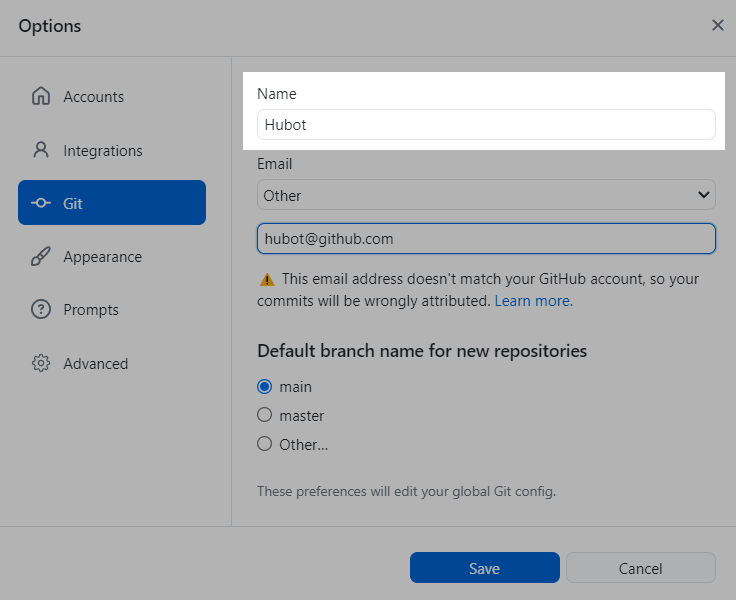 Options
Accounts
Integrations
Git
Appearance
Prompts
Advanced
Name
Hubot
Email
Other
hubot@github.com
This email address doesn't match your GitHub account, so your
commits will be wrongly attributed. Learn more.
Default branch name for new repositories
main
master
Other...
These preferences will edit your global Git config.
Save
Cancel